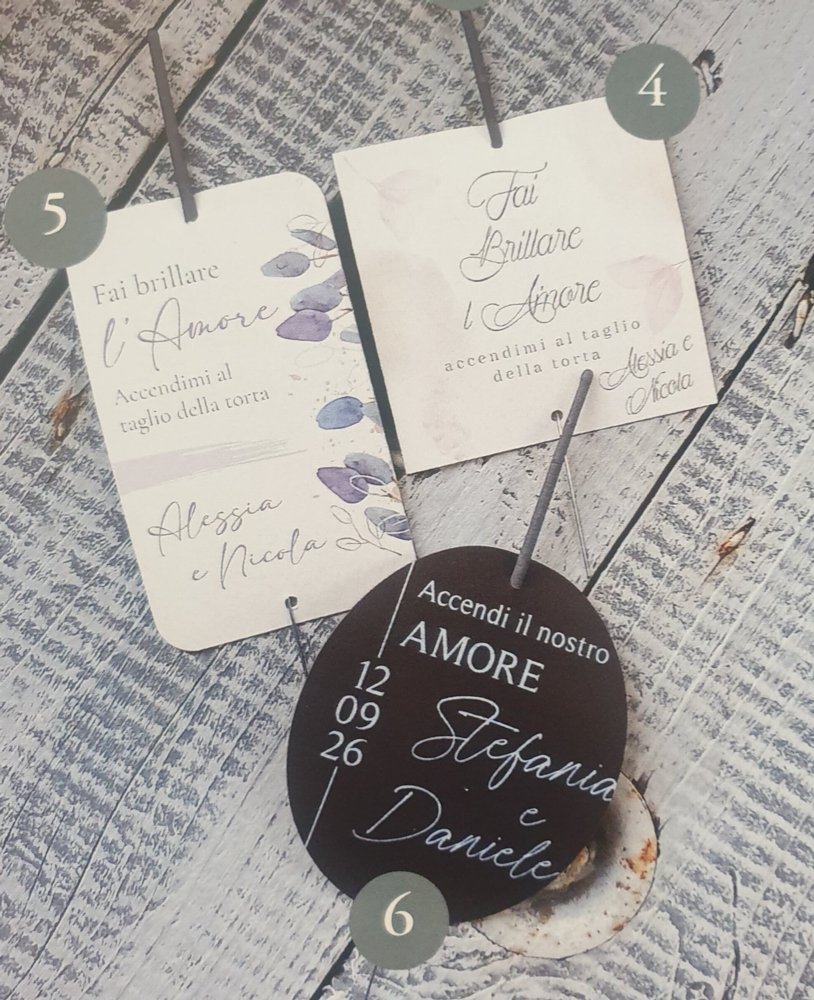 5
Fai brillare
l'Amore
Accendimi al
taglio della torta
Alessia
e Nicola
4
Fai
Brillare
l Amore
accendimi al taglio
della torta
Alessia e
Nicola
Accendi il nostro
AMORE
12
09
26
Stefania
e
Daniele
6